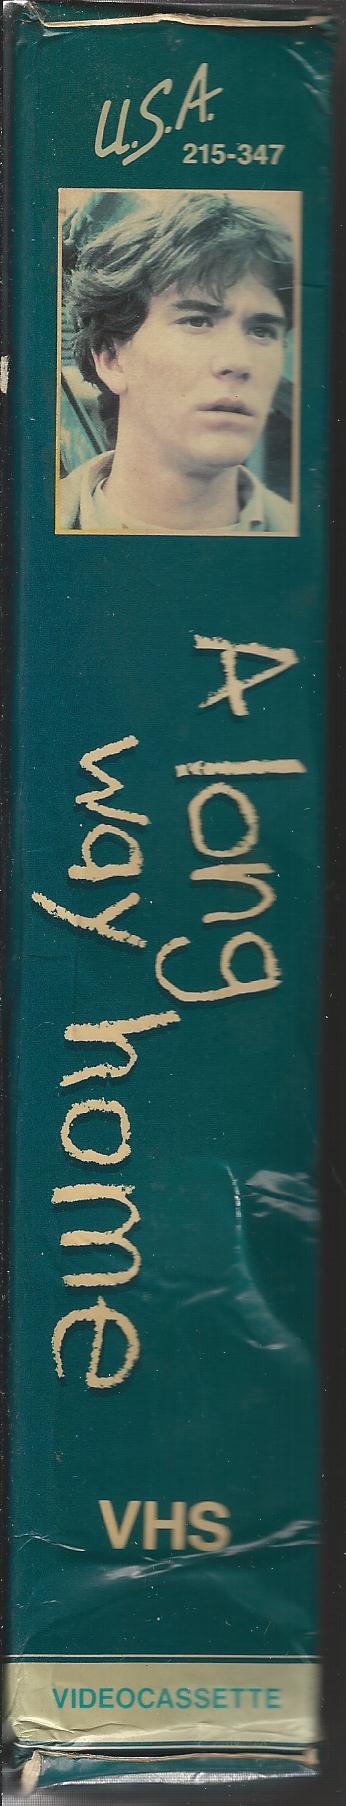 U.S.A.
215-347
A long
way home
VHS
VIDEOCASSETTE